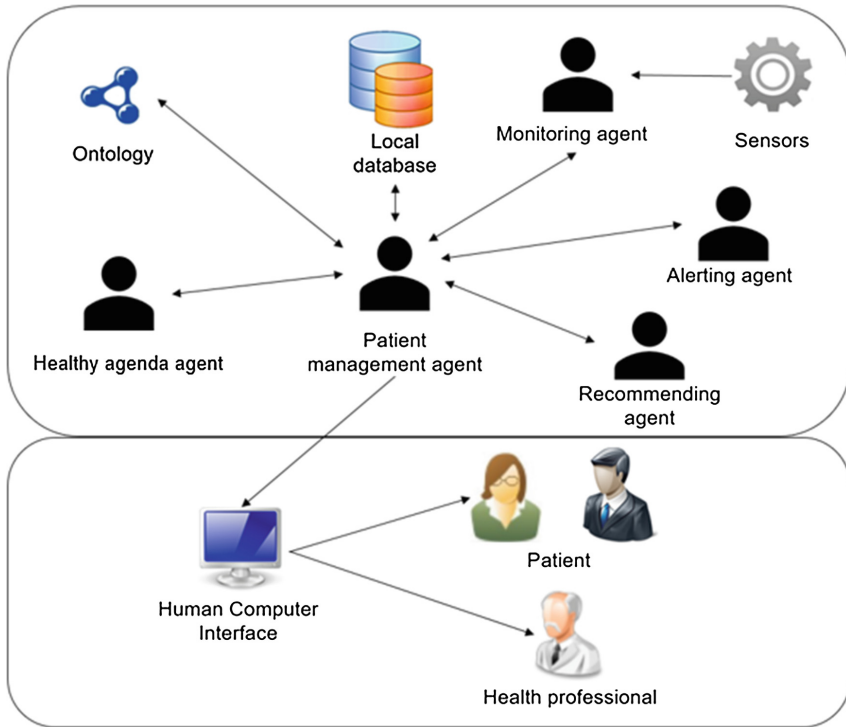 Ontology
Local
database
Monitoring agent
Sensors
Alerting agent
Healthy agenda agent
Patient
management agent
Recommending
agent
Human Computer
Interface
Patient
Health professional